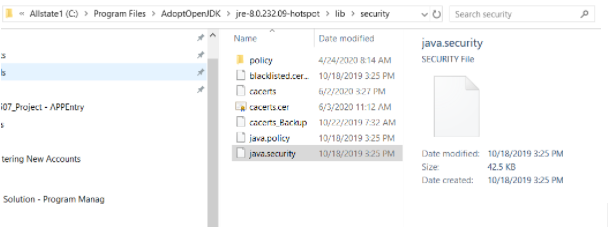 « Allstate1 (C:) > Program Files > AdoptOpenJDK > jre-8.0.232.09-hotspot > lib > security
Search security
Name
Date modified
policy 4/24/2020 8:14 AM
blacklisted.cer... 10/18/2019 3:25 PM
cacerts 6/2/2020 3:27 PM
cacerts.cer 6/3/2020 11:12 AM
cacerts_Backup 10/22/2019 7:32 AM
java.policy 10/18/2019 3:25 PM
java.security 10/18/2019 3:25 PM
ls
i07_Project - APPEntry
s
tering New Accounts
Solution - Program Manag
java.security
SECURITY File
Date modified: 10/18/2019 3:25 PM
Size: 42.5 KB
Date created: 10/18/2019 3:25 PM